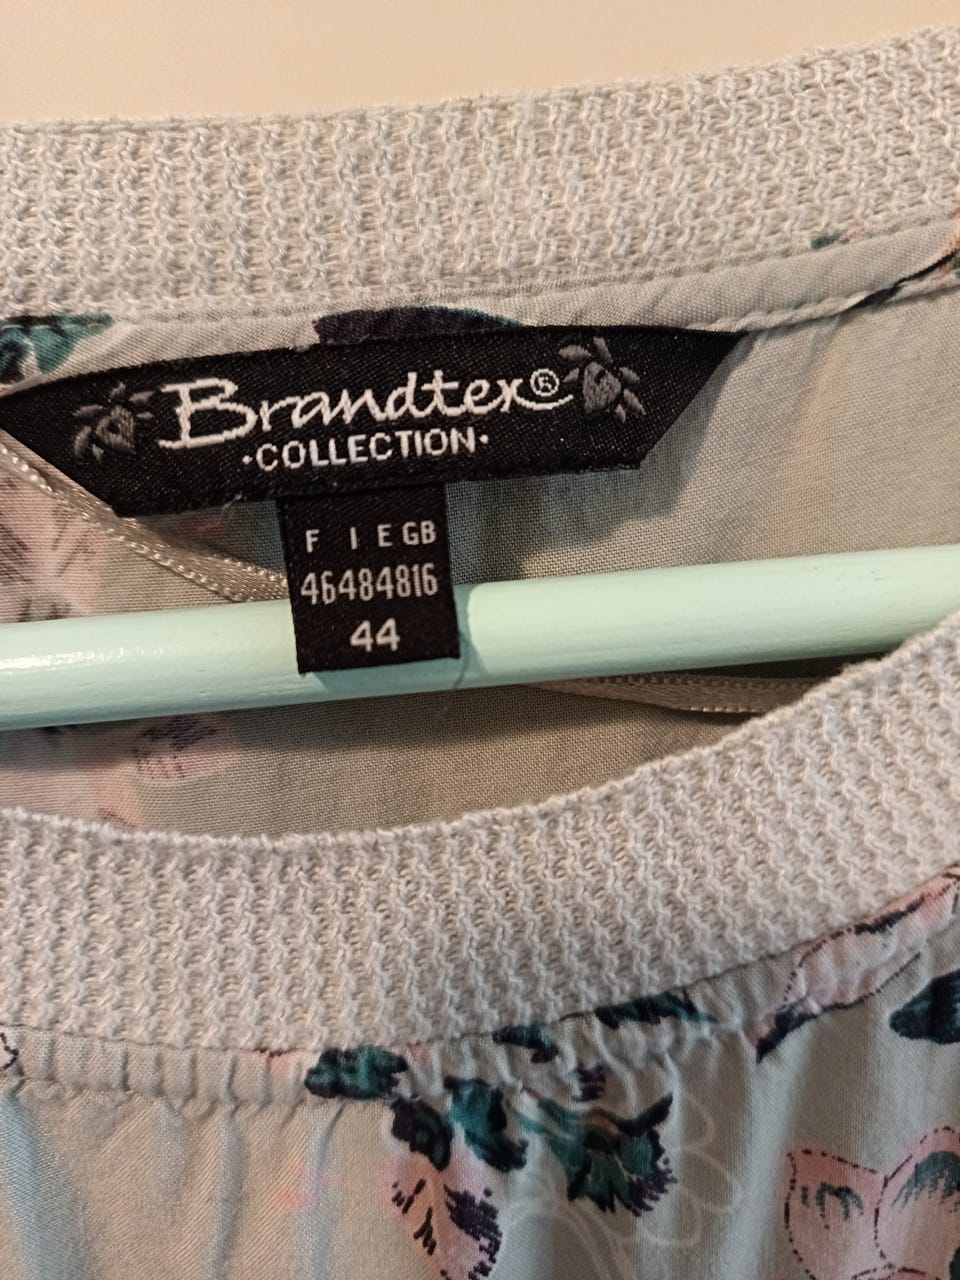 Brandtex®
·COLLECTION·
F I E GB
46484816
44